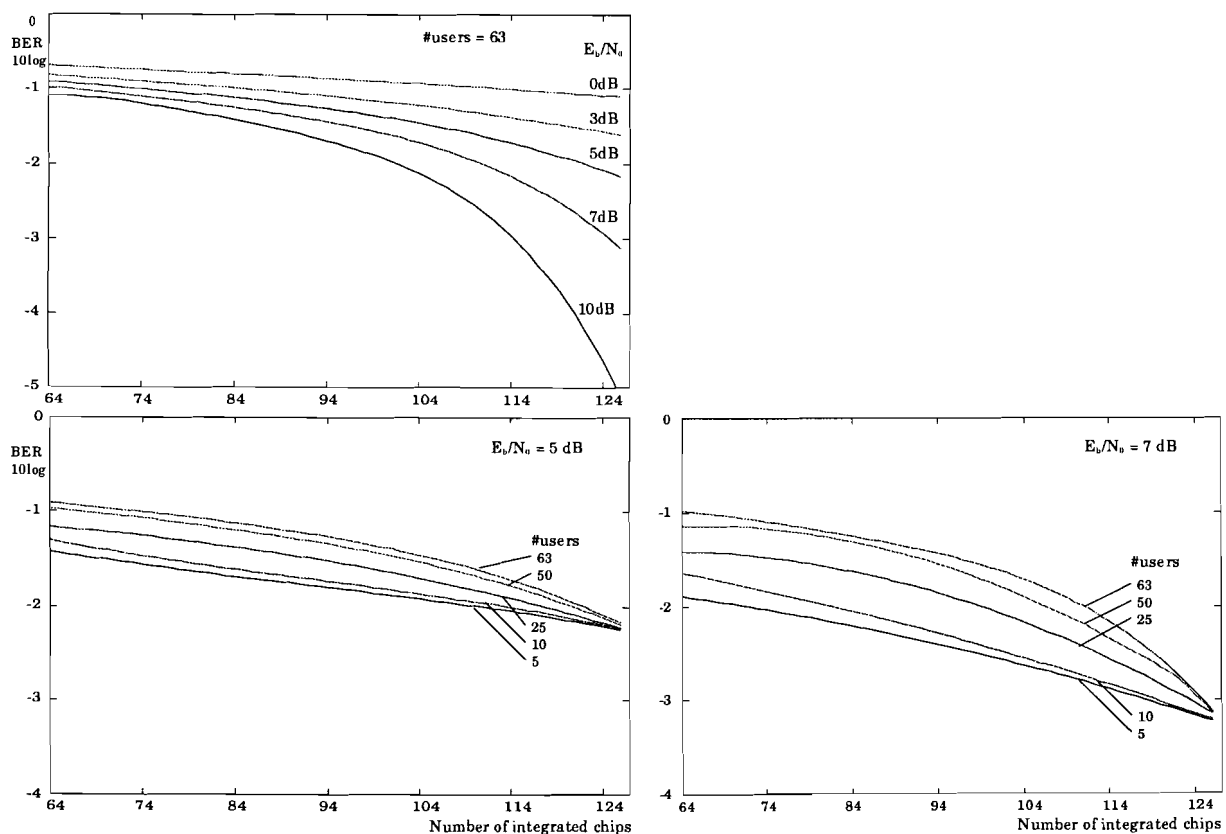 0
BER
10log
#users = 63
E_b/N_0
0dB
-1
3dB
5dB
-2
7dB
-3
-4
10dB
-5
64 74 84 94 104 114 124
0
BER
10log
E_b/N_0 = 5 dB
-1
#users
63
50
-2
25
10
5
-3
-4
64 74 84 94 104 114 124
Number of integrated chips
0
E_b/N_0 = 7 dB
-1
#users
63
50
25
-2
-3
10
5
-4
64 74 84 94 104 114 124
Number of integrated chips